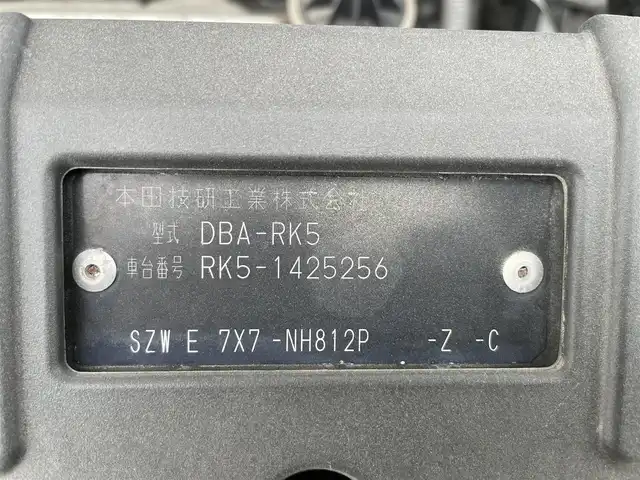 本田技研工業株式会社
型式 DBA-RK5
車台番号 RK5-1425256
SZW E 7X7 -NH812P -Z -C